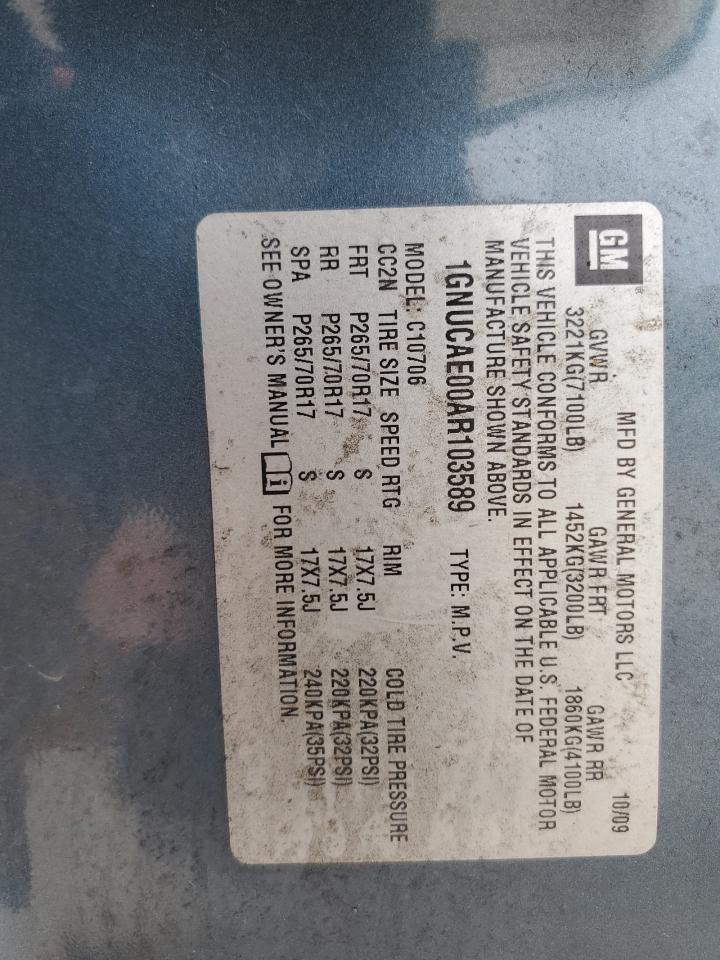 GM
MFD BY GENERAL MOTORS LLC 10/09
GVWR GAWR FRT GAWR RR
3221KG(7100LB) 1452KG(3200LB) 1860KG(4100LB)
THIS VEHICLE CONFORMS TO ALL APPLICABLE U.S. FEDERAL MOTOR
VEHICLE SAFETY STANDARDS IN EFFECT ON THE DATE OF
MANUFACTURE SHOWN ABOVE.
1GNUCAE00AR103589 TYPE: M.P.V.
MODEL: C10706
CC2N TIRE SIZE SPEED RTG RIM COLD TIRE PRESSURE
FRT P265/70R17 S 17X7.5J 220KPA(32PSI)
RR P265/70R17 S 17X7.5J 220KPA(32PSI)
SPA P265/70R17 S 17X7.5J 240KPA(35PSI)
SEE OWNER'S MANUAL FOR MORE INFORMATION.